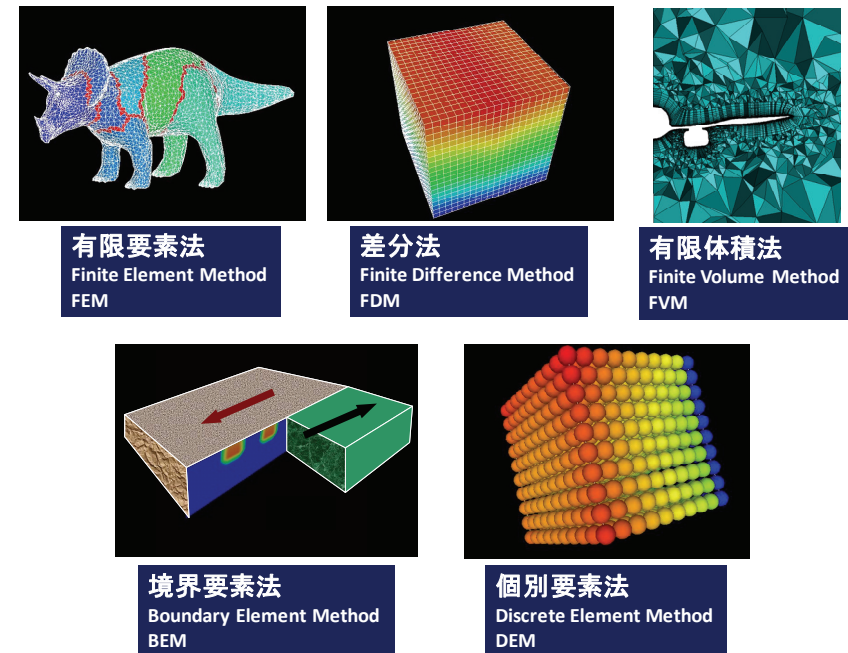 有限要素法
Finite Element Method
FEM
差分法
Finite Difference Method
FDM
有限体積法
Finite Volume Method
FVM
境界要素法
Boundary Element Method
BEM
個別要素法
Discrete Element Method
DEM